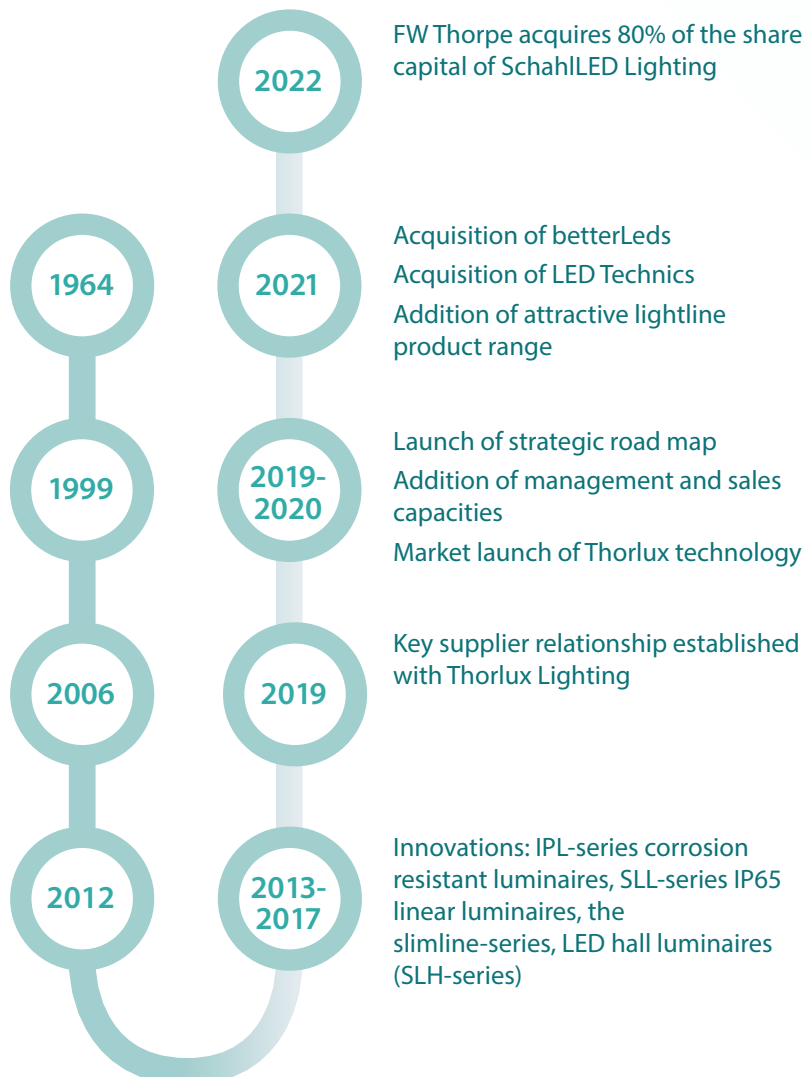 2022
FW Thorpe acquires 80% of the share
capital of SchahlLED Lighting
1964
2021
Acquisition of betterLeds
Acquisition of LED Technics
Addition of attractive lightline
product range
1999
2019-
2020
Launch of strategic road map
Addition of management and sales
capacities
Market launch of Thorlux technology
2006
2019
Key supplier relationship established
with Thorlux Lighting
2012
2013-
2017
Innovations: IPL-series corrosion
resistant luminaires, SLL-series IP65
linear luminaires, the
slimline-series, LED hall luminaires
(SLH-series)